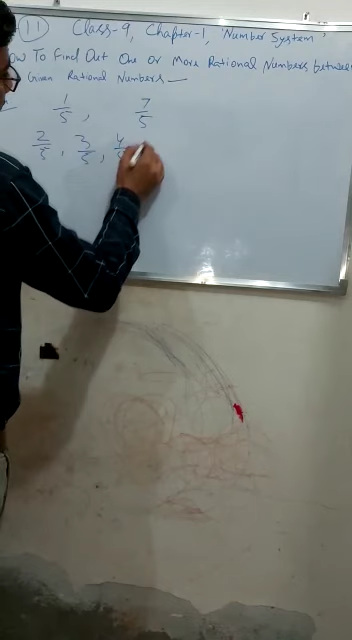 (11) Class-9, Chapter-1, 'Number System'
ow To Find Out One or More Rational Numbers between
Given Rational Numbers —
1/5, 7/5
2/5, 3/5, 4/5